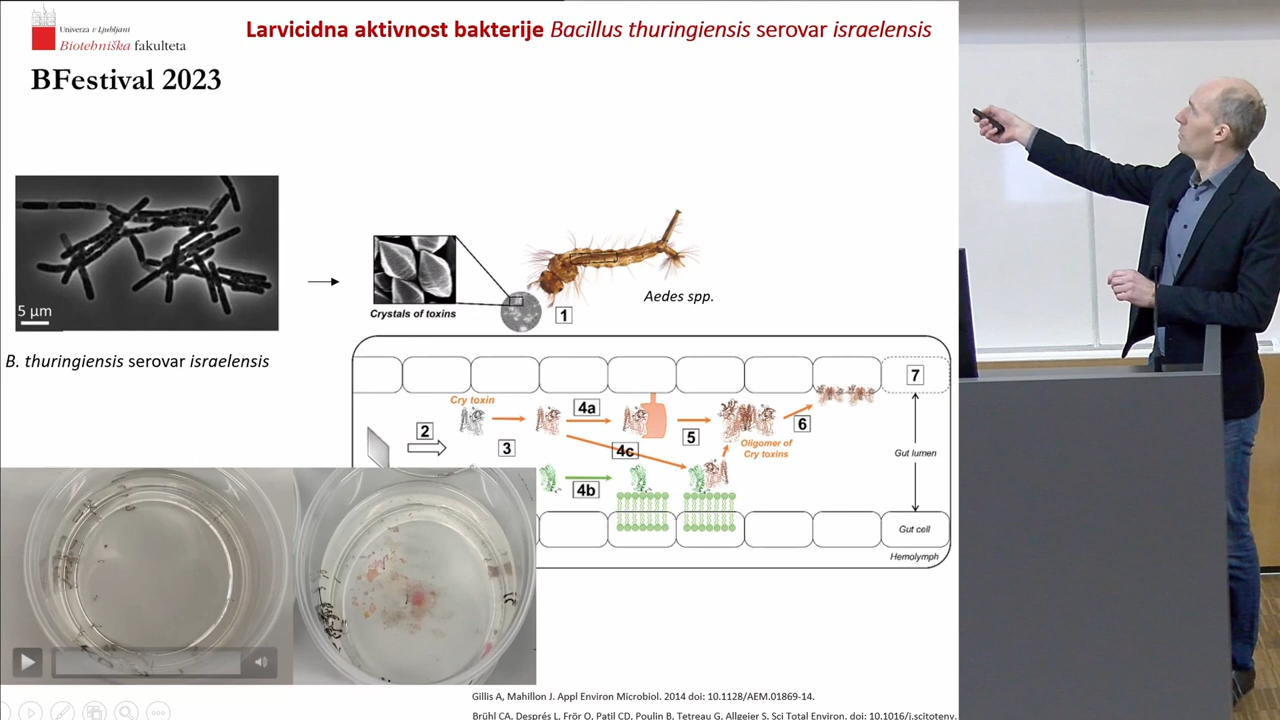 Univerza v Ljubljani
Biotehniška fakulteta
Larvicidna aktivnost bakterije Bacillus thuringiensis serovar israelensis
BFestival 2023
5 µm
B. thuringiensis serovar israelensis
Crystals of toxins
1
Aedes spp.
7
Cry toxin
2
3
4a
4c
4b
5
6
Oligomer of
Cry toxins
Gut lumen
Gut cell
Hemolymph
Gillis A, Mahillon J. Appl Environ Microbiol. 2014 doi: 10.1128/AEM.01869-14.
Brühl CA, Després L, Frör O, Patil CD, Poulin B, Tetreau G, Allgeier S. Sci Total Environ. doi: 10.1016/j.scitotenv.